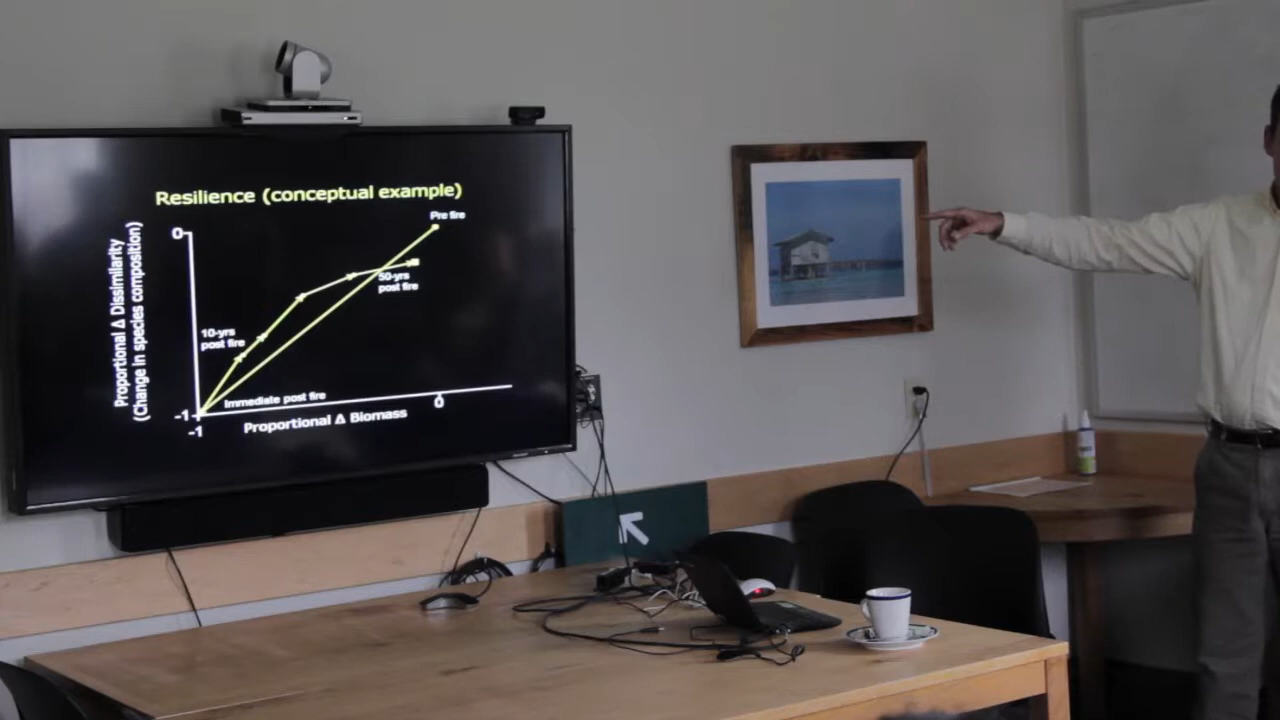 Resilience (conceptual example)
Pre fire
0
Proportional Δ Dissimilarity
(Change in species composition)
50-yrs
post fire
10-yrs
post fire
Immediate post fire
-1
-1
0
Proportional Δ Biomass